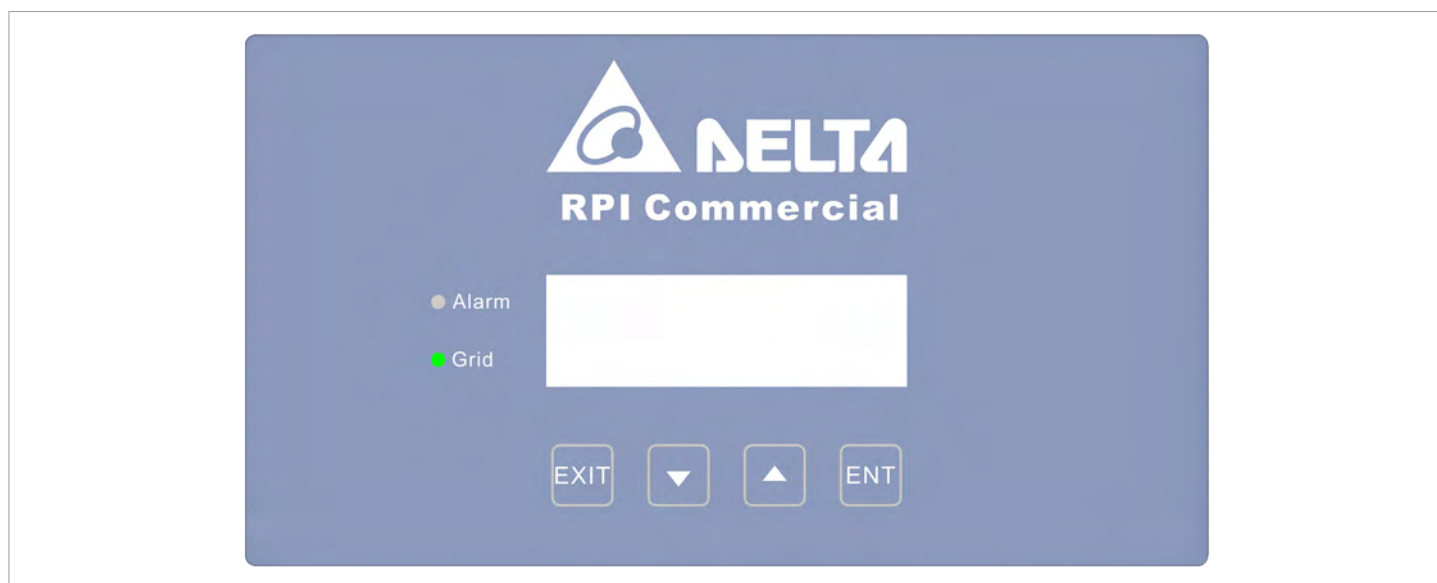 DELTA
RPI Commercial
Alarm
Grid
EXIT
ENT